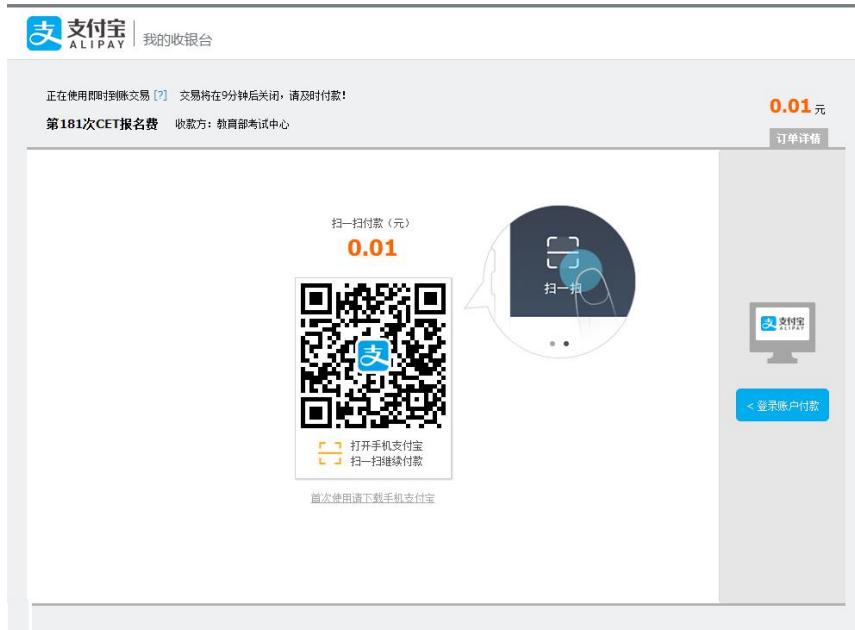 支付宝
ALIPAY
我的收银台
正在使用即时到账交易 [?] 交易将在9分钟后关闭，请及时付款！
0.01 元
第181次CET报名费 收款方：教育部考试中心
订单详情
扫一扫付款（元）
0.01
扫一扫
支
支付宝
ALIPAY
< 登录账户付款
打开手机支付宝
扫一扫继续付款
首次使用请下载手机支付宝